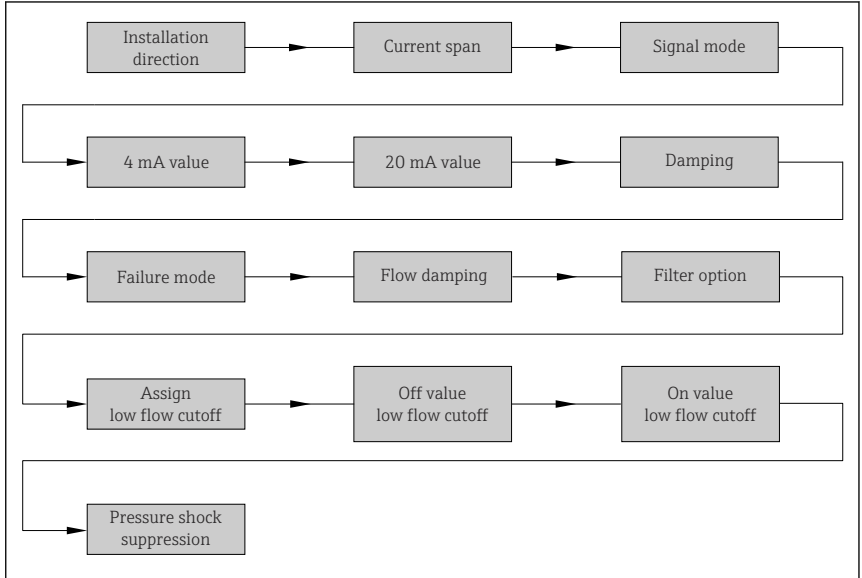 Installation
direction
Current span
Signal mode
4 mA value
20 mA value
Damping
Failure mode
Flow damping
Filter option
Assign
low flow cutoff
Off value
low flow cutoff
On value
low flow cutoff
Pressure shock
suppression